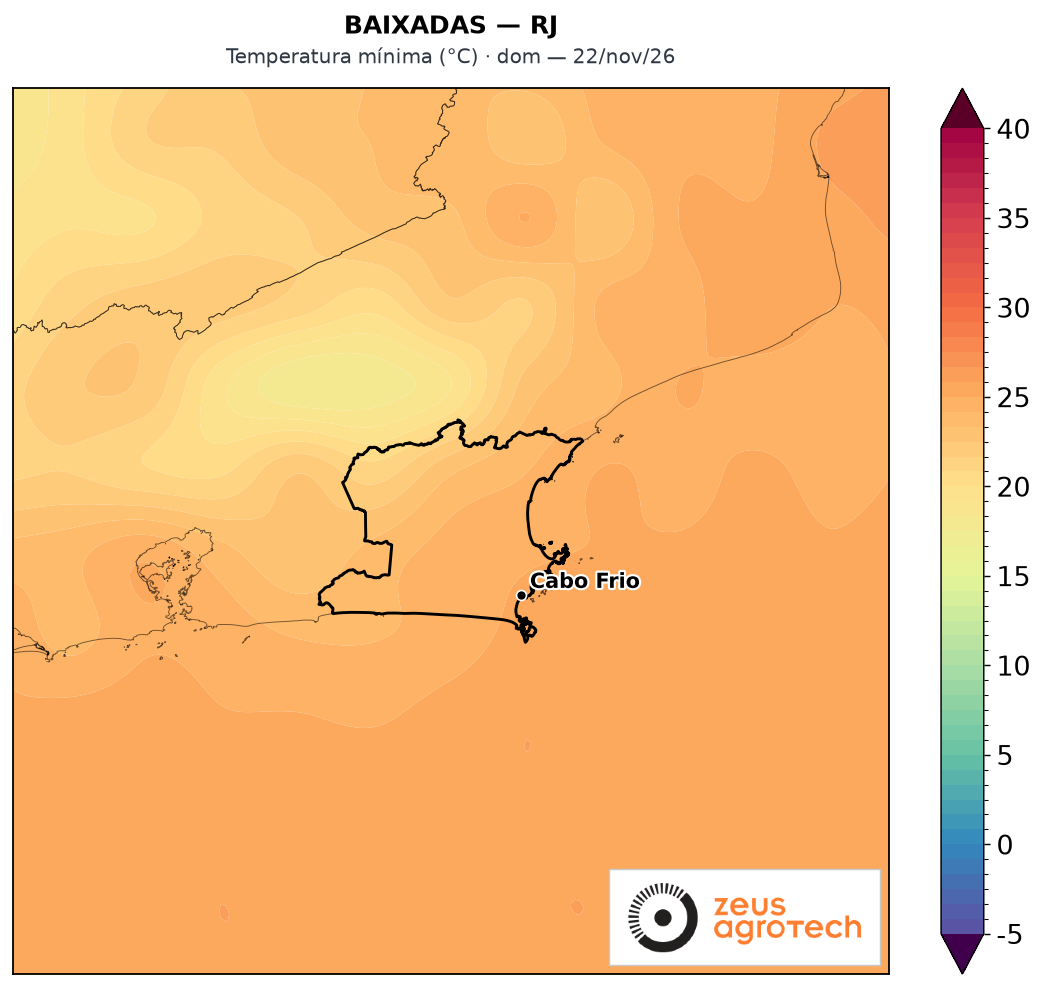 BAIXADAS — RJ
Temperatura mínima (°C) · dom — 22/nov/26
40
35
30
25
20
15
10
5
0
-5
Cabo Frio
zeus
agrotech